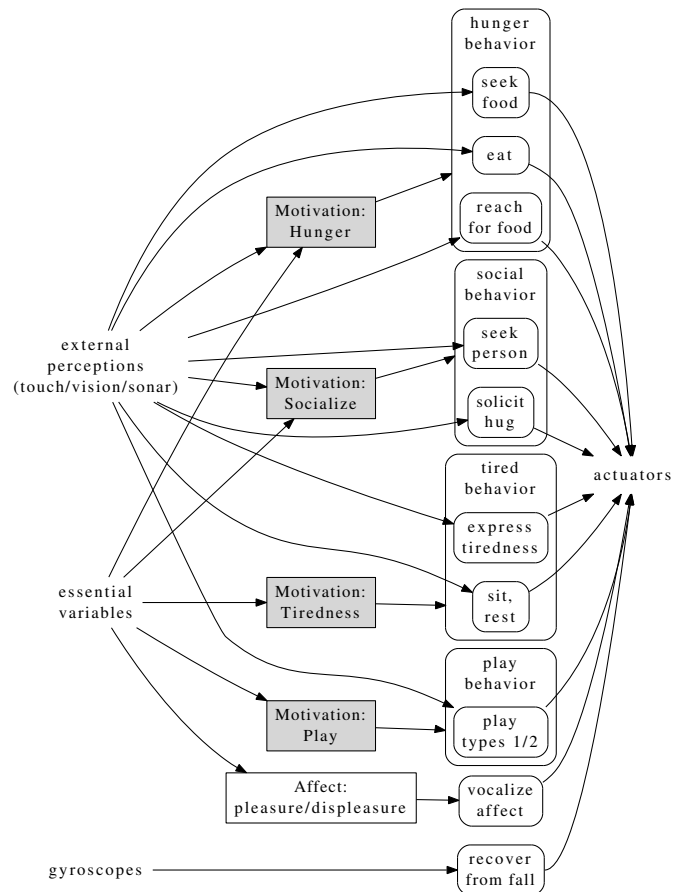 hunger
behavior
seek
food
eat
reach
for food
Motivation:
Hunger
social
behavior
seek
person
solicit
hug
external
perceptions
(touch/vision/sonar)
Motivation:
Socialize
actuators
tired
behavior
express
tiredness
sit,
rest
essential
variables
Motivation:
Tiredness
play
behavior
play
types 1/2
Motivation:
Play
Affect:
pleasure/displeasure
vocalize
affect
gyroscopes
recover
from fall